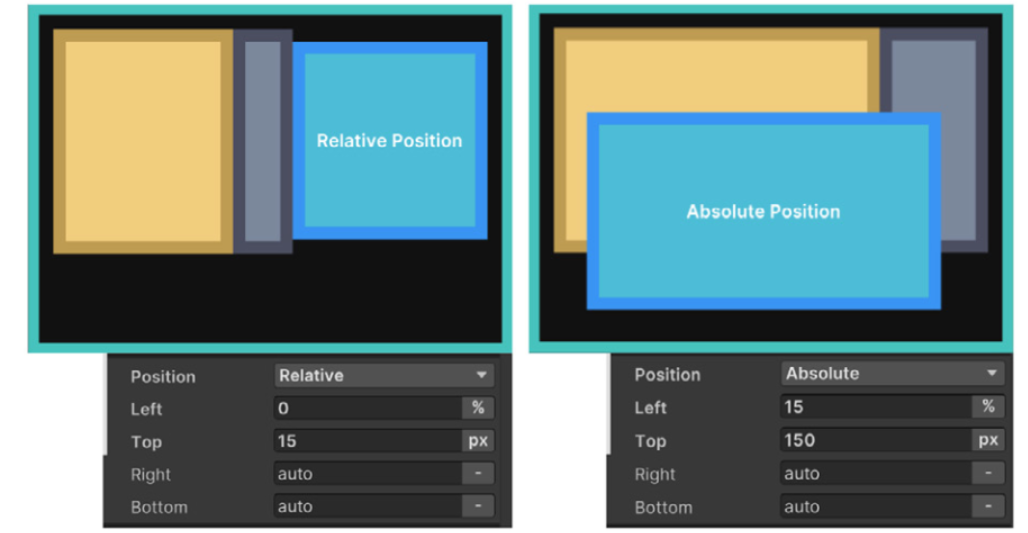 Relative Position
Position Relative
Left 0 %
Top 15 px
Right auto -
Bottom auto -
Absolute Position
Position Absolute
Left 15 %
Top 150 px
Right auto -
Bottom auto -